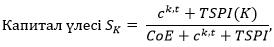 Капитал үлесі S_K = \frac{c^{k,t} + TSPI(K)}{CoE + c^{k,t} + TSPI},